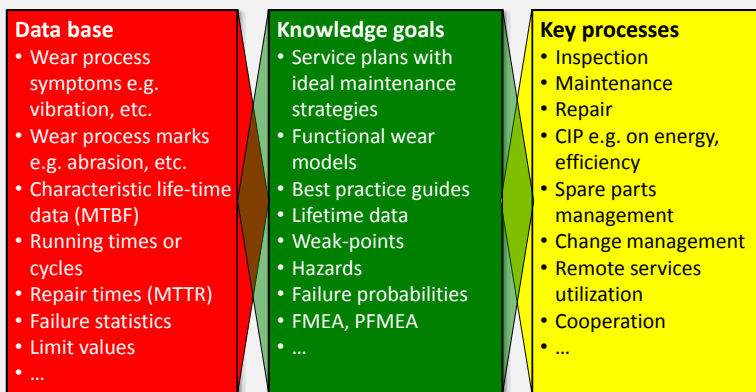 Data base
• Wear process
symptoms e.g.
vibration, etc.
• Wear process marks
e.g. abrasion, etc.
• Characteristic life-time
data (MTBF)
• Running times or
cycles
• Repair times (MTTR)
• Failure statistics
• Limit values
• ...
Knowledge goals
• Service plans with
ideal maintenance
strategies
• Functional wear
models
• Best practice guides
• Lifetime data
• Weak-points
• Hazards
• Failure probabilities
• FMEA, PFMEA
• ...
Key processes
• Inspection
• Maintenance
• Repair
• CIP e.g. on energy,
efficiency
• Spare parts
management
• Change management
• Remote services
utilization
• Cooperation
• ...